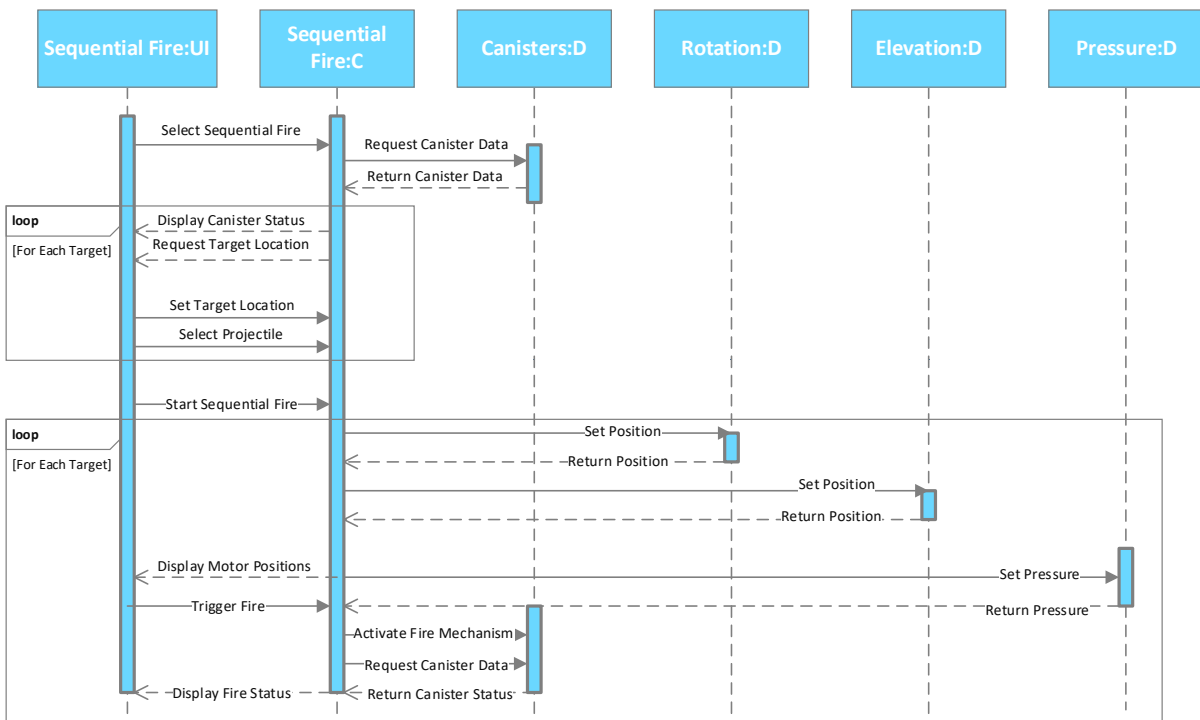 Sequential Fire:UI
Sequential
Fire:C
Canisters:D
Rotation:D
Elevation:D
Pressure:D
Select Sequential Fire
Request Canister Data
Return Canister Data
loop
[For Each Target]
Display Canister Status
Request Target Location
Set Target Location
Select Projectile
Start Sequential Fire
loop
[For Each Target]
Set Position
Return Position
Set Position
Return Position
Display Motor Positions
Set Pressure
Trigger Fire
Return Pressure
Activate Fire Mechanism
Request Canister Data
Display Fire Status
Return Canister Status